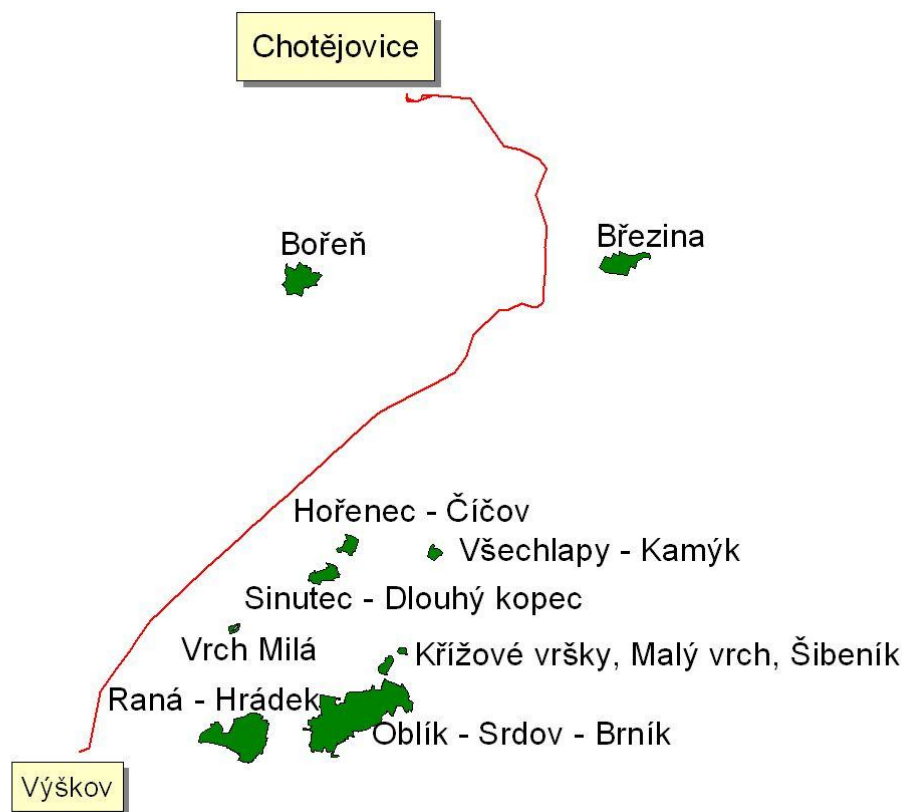 Chotějovice
Bořeň
Březina
Hořenec - Číčov
Všechlapy - Kamýk
Sinutec - Dlouhý kopec
Vrch Milá
Křížové vršky, Malý vrch, Šibeník
Raná - Hrádek
Oblík - Srdov - Brník
Výškov